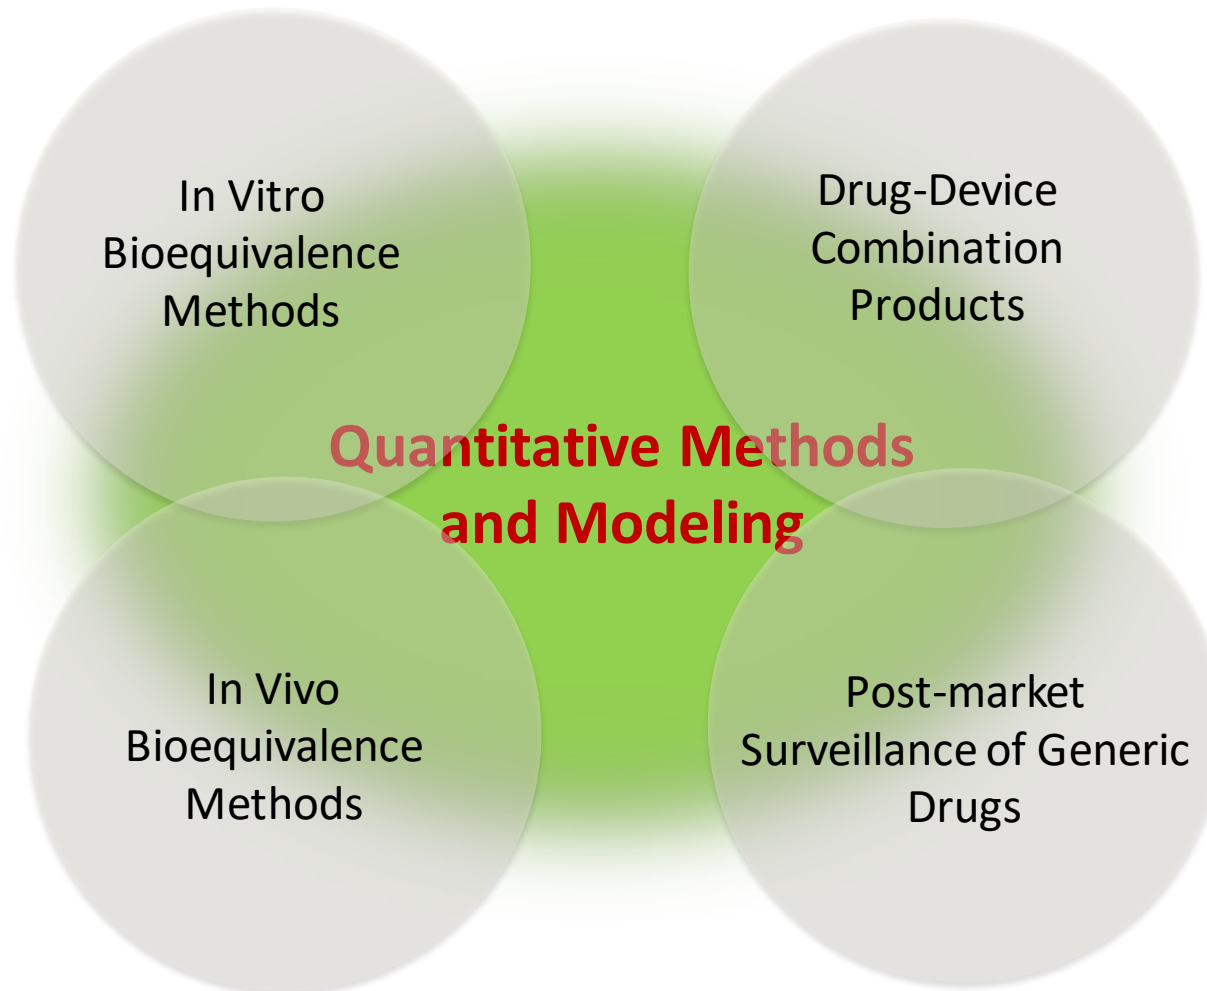 In Vitro
Bioequivalence
Methods
Drug-Device
Combination
Products
Quantitative Methods
and Modeling
In Vivo
Bioequivalence
Methods
Post-market
Surveillance of Generic
Drugs